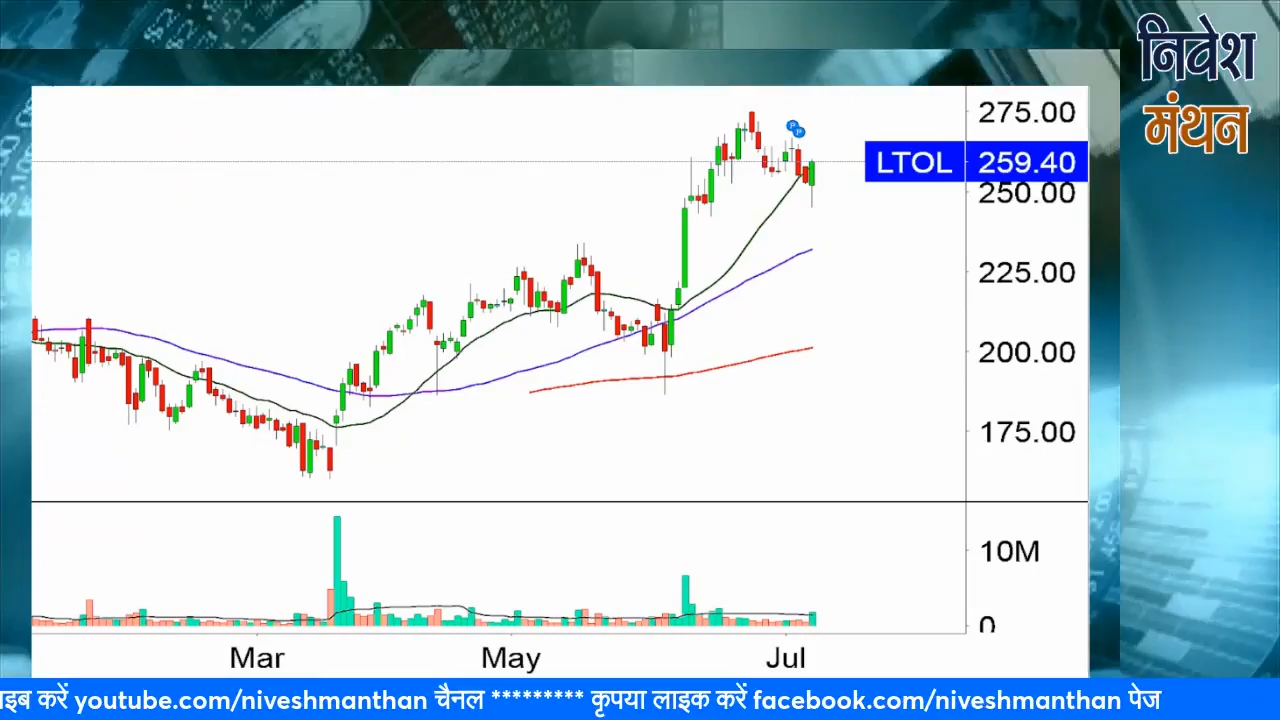 निवेश
मंथन
275.00
LTOL 259.40
250.00
225.00
200.00
175.00
10M
0
Mar May Jul
इब करें youtube.com/niveshmanthan चैनल ********* कृपया लाइक करें facebook.com/niveshmanthan पेज